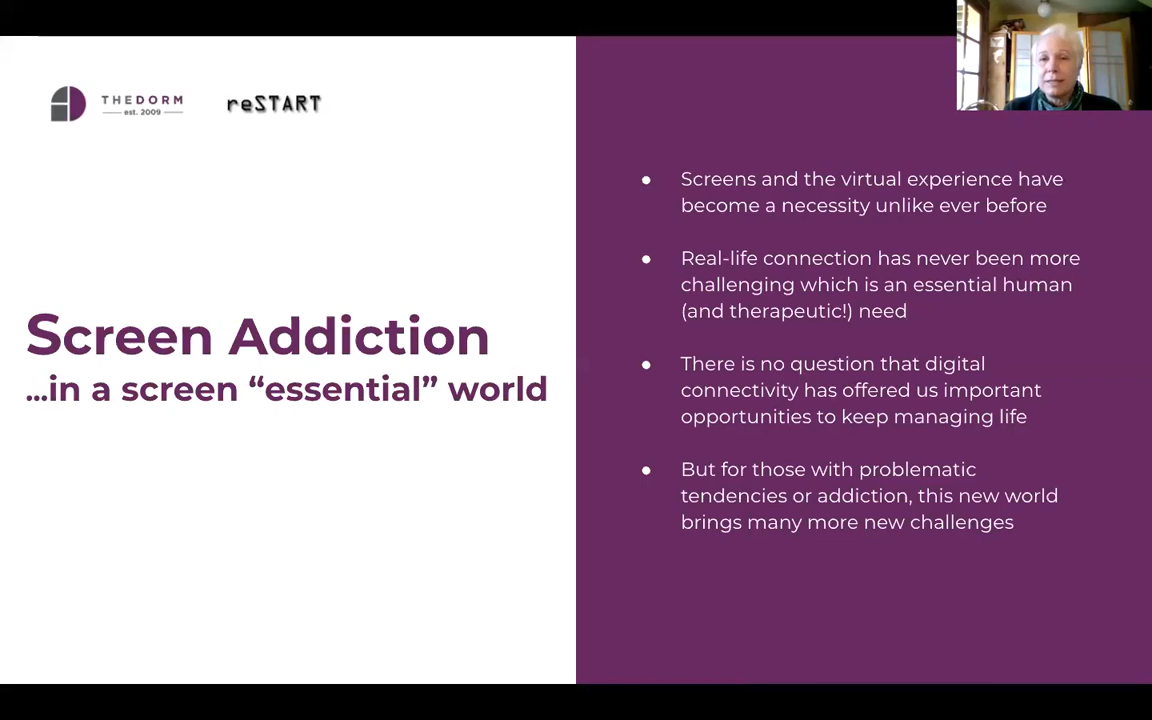 THEDORM
est. 2009
reSTART
Screen Addiction
...in a screen “essential” world
● Screens and the virtual experience have
become a necessity unlike ever before
● Real-life connection has never been more
challenging which is an essential human
(and therapeutic!) need
● There is no question that digital
connectivity has offered us important
opportunities to keep managing life
● But for those with problematic
tendencies or addiction, this new world
brings many more new challenges